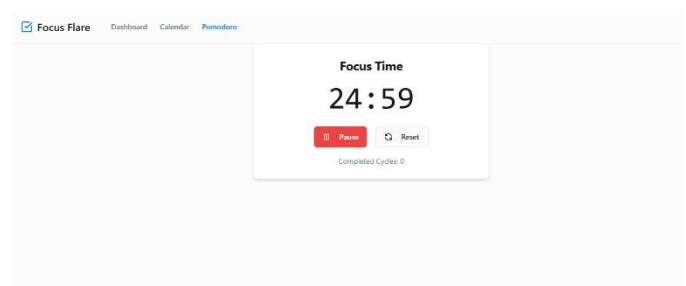 Focus Flare Dashboard Calendar Pomodoro
Focus Time
24:59
Pause Reset
Completed Cycles: 0